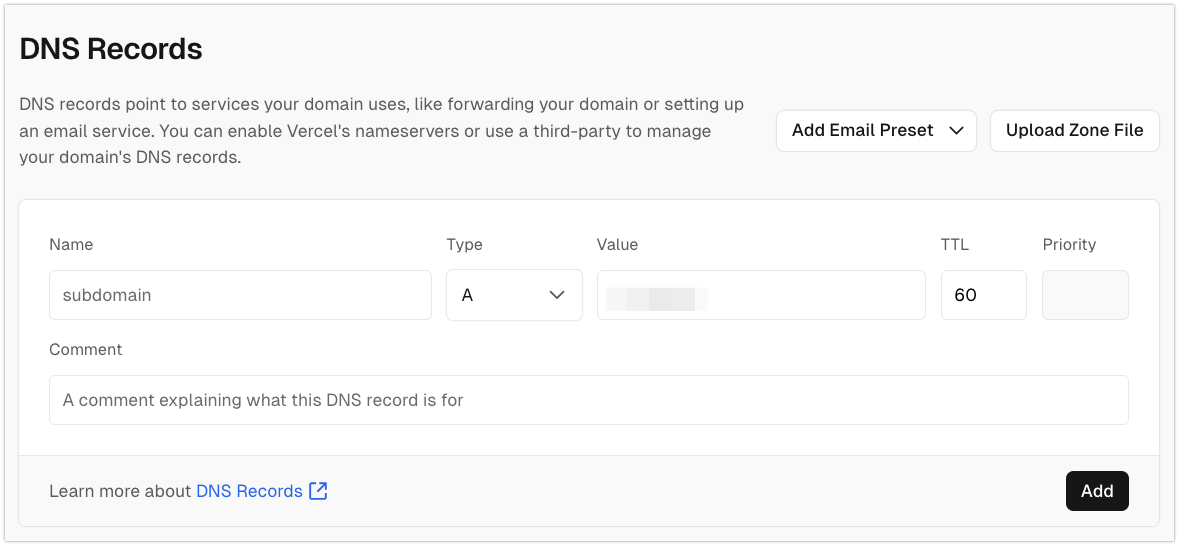 DNS Records
DNS records point to services your domain uses, like forwarding your domain or setting up
an email service. You can enable Vercel's nameservers or use a third-party to manage
your domain's DNS records.
Add Email Preset
Upload Zone File
Name
Type
Value
TTL
Priority
subdomain
A
60
Comment
A comment explaining what this DNS record is for
Learn more about DNS Records
Add